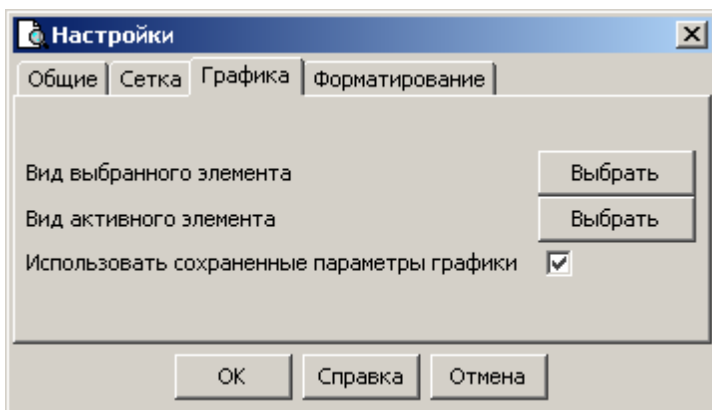 Настройки
Общие Сетка Графика Форматирование
Вид выбранного элемента Выбрать
Вид активного элемента Выбрать
Использовать сохраненные параметры графики
OK Справка Отмена